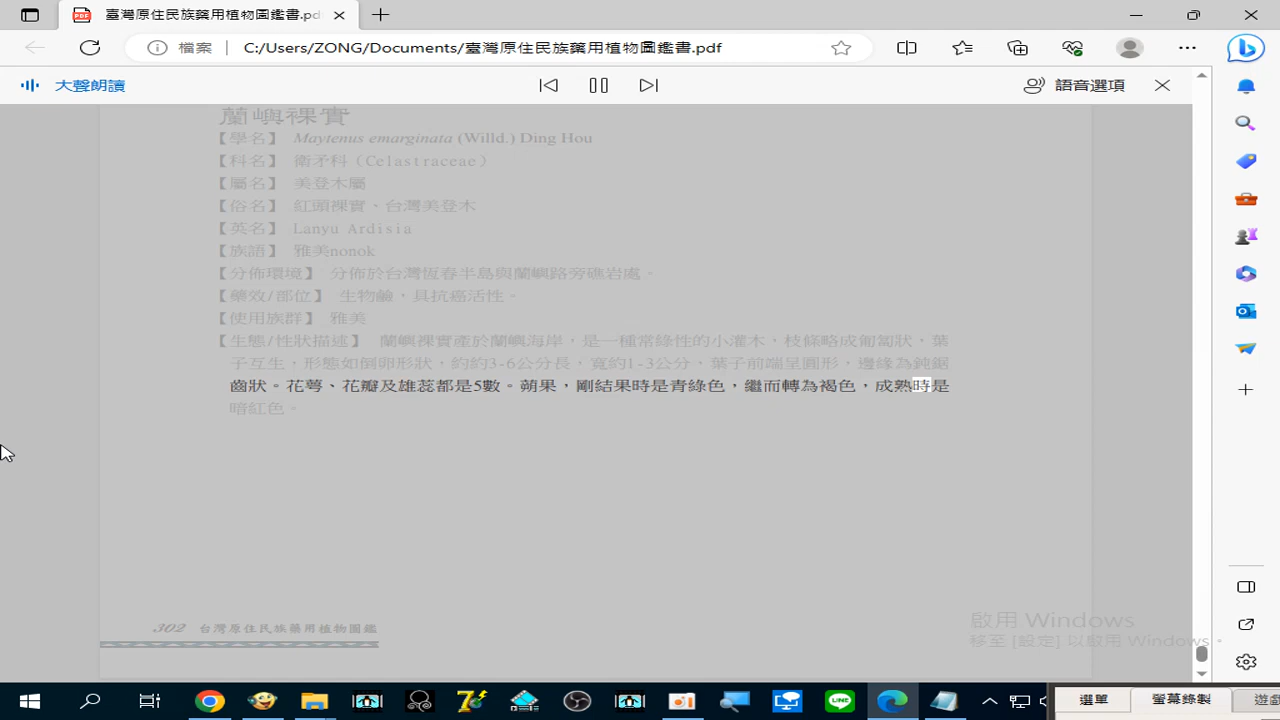 臺灣原住民族藥用植物圖鑑書.pd
檔案 C:/Users/ZONG/Documents/臺灣原住民族藥用植物圖鑑書.pdf
大聲朗讀 語音選項
蘭嶼裸實
【學名】 Maytenus emarginata (Willd.) Ding Hou
【科名】 衛矛科（Celastraceae）
【屬名】 美登木屬
【俗名】 紅頭裸實、台灣美登木
【英名】 Lanyu Ardisia
【族語】 雅美nonok
【分佈環境】 分佈於台灣恆春半島與蘭嶼路旁礁岩處。
【藥效/部位】 生物鹼，具抗癌活性。
【使用族群】 雅美
【生態/性狀描述】 蘭嶼裸實產於蘭嶼海岸，是一種常綠性的小灌木，枝條略成匍匐狀，葉
子互生，形態如倒卵形狀，約約3-6公分長，寬約1-3公分，葉子前端呈圓形，邊緣為鈍鋸
齒狀。花萼、花瓣及雄蕊都是5數。蒴果，剛結果時是青綠色，繼而轉為褐色，成熟時是
暗紅色。
302 台灣原住民族藥用植物圖鑑
啟用 Windows
移至 [設定] 以啟用 Windows。
選單 螢幕錄製 遊戲